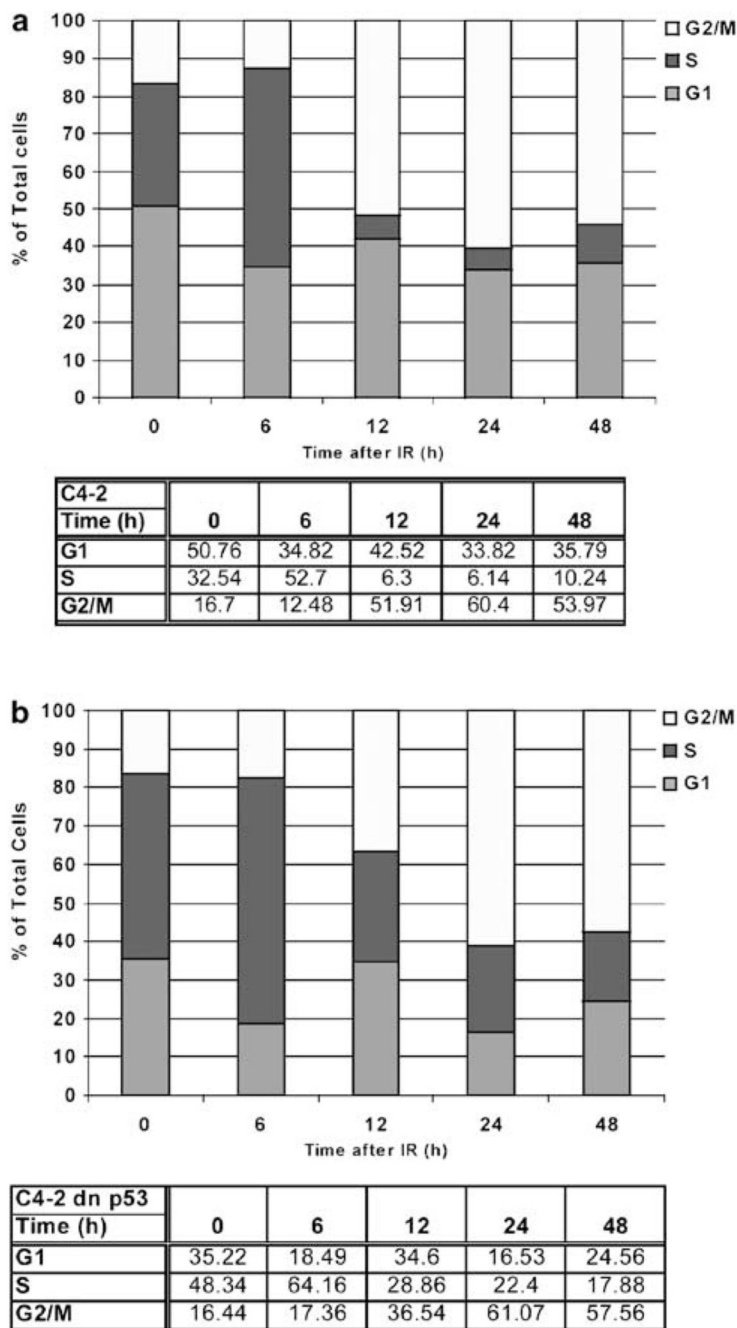 a
100
90
80
70
60
50
40
30
20
10
0
% of Total cells
G2/M
S
G1
0 6 12 24 48
Time after IR (h)
C4-2
Time (h) 0 6 12 24 48
G1 50.76 34.82 42.52 33.82 35.79
S 32.54 52.7 6.3 6.14 10.24
G2/M 16.7 12.48 51.91 60.4 53.97
b
100
90
80
70
60
50
40
30
20
10
0
% of Total Cells
G2/M
S
G1
0 6 12 24 48
Time after IR (h)
C4-2 dn p53
Time (h) 0 6 12 24 48
G1 35.22 18.49 34.6 16.53 24.56
S 48.34 64.16 28.86 22.4 17.88
G2/M 16.44 17.36 36.54 61.07 57.56